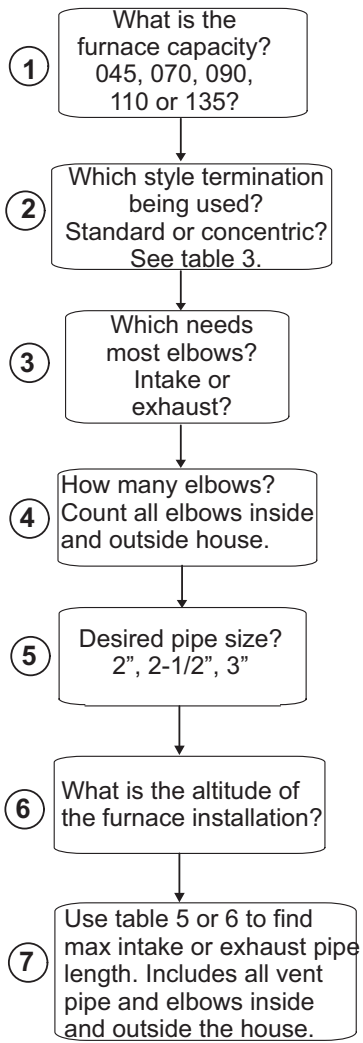 1
What is the
furnace capacity?
045, 070, 090,
110 or 135?
2
Which style termination
being used?
Standard or concentric?
See table 3.
3
Which needs
most elbows?
Intake or
exhaust?
4
How many elbows?
Count all elbows inside
and outside house.
5
Desired pipe size?
2”, 2-1/2”, 3”
6
What is the altitude of
the furnace installation?
7
Use table 5 or 6 to find
max intake or exhaust pipe
length. Includes all vent
pipe and elbows inside
and outside the house.